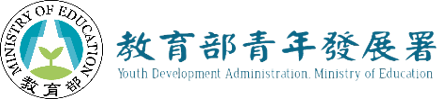 MINISTRY OF EDUCATION
教育部
教育部青年發展署
Youth Development Administration, Ministry of Education